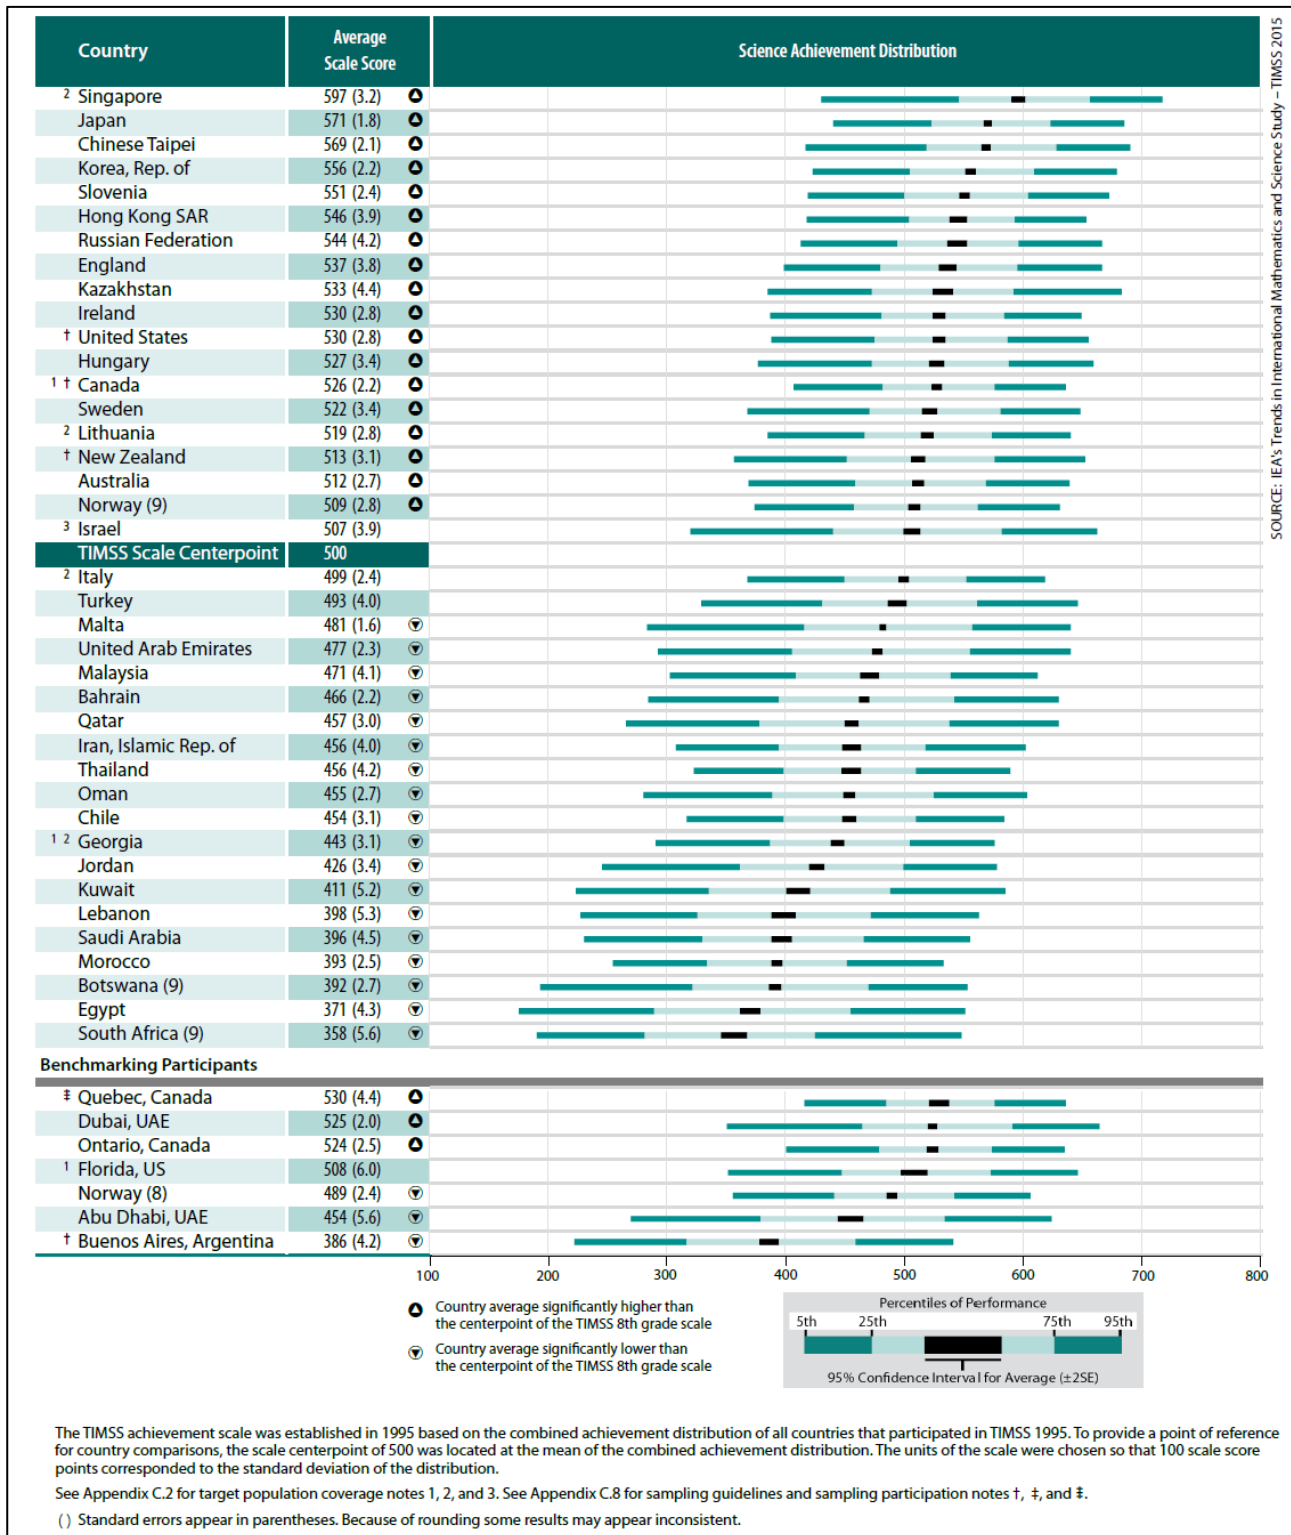 Country Average Scale Score Science Achievement Distribution
SOURCE: IEA's Trends in International Mathematics and Science Study – TIMSS 2015
2 Singapore 597 (3.2)
Japan 571 (1.8)
Chinese Taipei 569 (2.1)
Korea, Rep. of 556 (2.2)
Slovenia 551 (2.4)
Hong Kong SAR 546 (3.9)
Russian Federation 544 (4.2)
England 537 (3.8)
Kazakhstan 533 (4.4)
Ireland 530 (2.8)
† United States 530 (2.8)
Hungary 527 (3.4)
1 † Canada 526 (2.2)
Sweden 522 (3.4)
2 Lithuania 519 (2.8)
† New Zealand 513 (3.1)
Australia 512 (2.7)
Norway (9) 509 (2.8)
3 Israel 507 (3.9)
TIMSS Scale Centerpoint 500
2 Italy 499 (2.4)
Turkey 493 (4.0)
Malta 481 (1.6)
United Arab Emirates 477 (2.3)
Malaysia 471 (4.1)
Bahrain 466 (2.2)
Qatar 457 (3.0)
Iran, Islamic Rep. of 456 (4.0)
Thailand 456 (4.2)
Oman 455 (2.7)
Chile 454 (3.1)
1 2 Georgia 443 (3.1)
Jordan 426 (3.4)
Kuwait 411 (5.2)
Lebanon 398 (5.3)
Saudi Arabia 396 (4.5)
Morocco 393 (2.5)
Botswana (9) 392 (2.7)
Egypt 371 (4.3)
South Africa (9) 358 (5.6)
Benchmarking Participants
‡ Quebec, Canada 530 (4.4)
Dubai, UAE 525 (2.0)
Ontario, Canada 524 (2.5)
1 Florida, US 508 (6.0)
Norway (8) 489 (2.4)
Abu Dhabi, UAE 454 (5.6)
† Buenos Aires, Argentina 386 (4.2)
100 200 300 400 500 600 700 800
Country average significantly higher than
the centerpoint of the TIMSS 8th grade scale
Country average significantly lower than
the centerpoint of the TIMSS 8th grade scale
Percentiles of Performance
5th 25th 75th 95th
95% Confidence Interval for Average (±2SE)
The TIMSS achievement scale was established in 1995 based on the combined achievement distribution of all countries that participated in TIMSS 1995. To provide a point of reference
for country comparisons, the scale centerpoint of 500 was located at the mean of the combined achievement distribution. The units of the scale were chosen so that 100 scale score
points corresponded to the standard deviation of the distribution.
See Appendix C.2 for target population coverage notes 1, 2, and 3. See Appendix C.8 for sampling guidelines and sampling participation notes †, ‡, and ⹋.
( ) Standard errors appear in parentheses. Because of rounding some results may appear inconsistent.